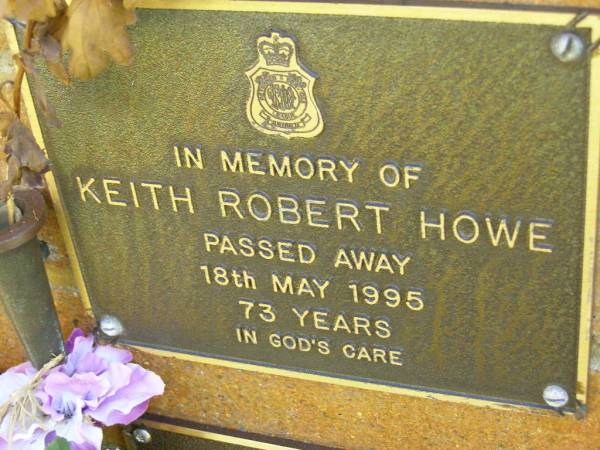 IN MEMORY OF
KEITH ROBERT HOWE
PASSED AWAY
18th MAY 1995
73 YEARS
IN GOD'S CARE